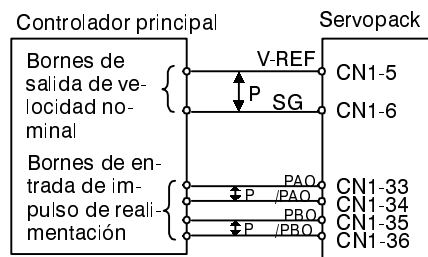 Controlador principal
Servopack
Bornes de
salida de ve-
locidad no-
minal
V-REF
CN1-5
P
SG
CN1-6
Bornes de en-
trada de im-
pulso de reali-
mentación
PAO
CN1-33
P
/PAO
CN1-34
PBO
CN1-35
P
/PBO
CN1-36